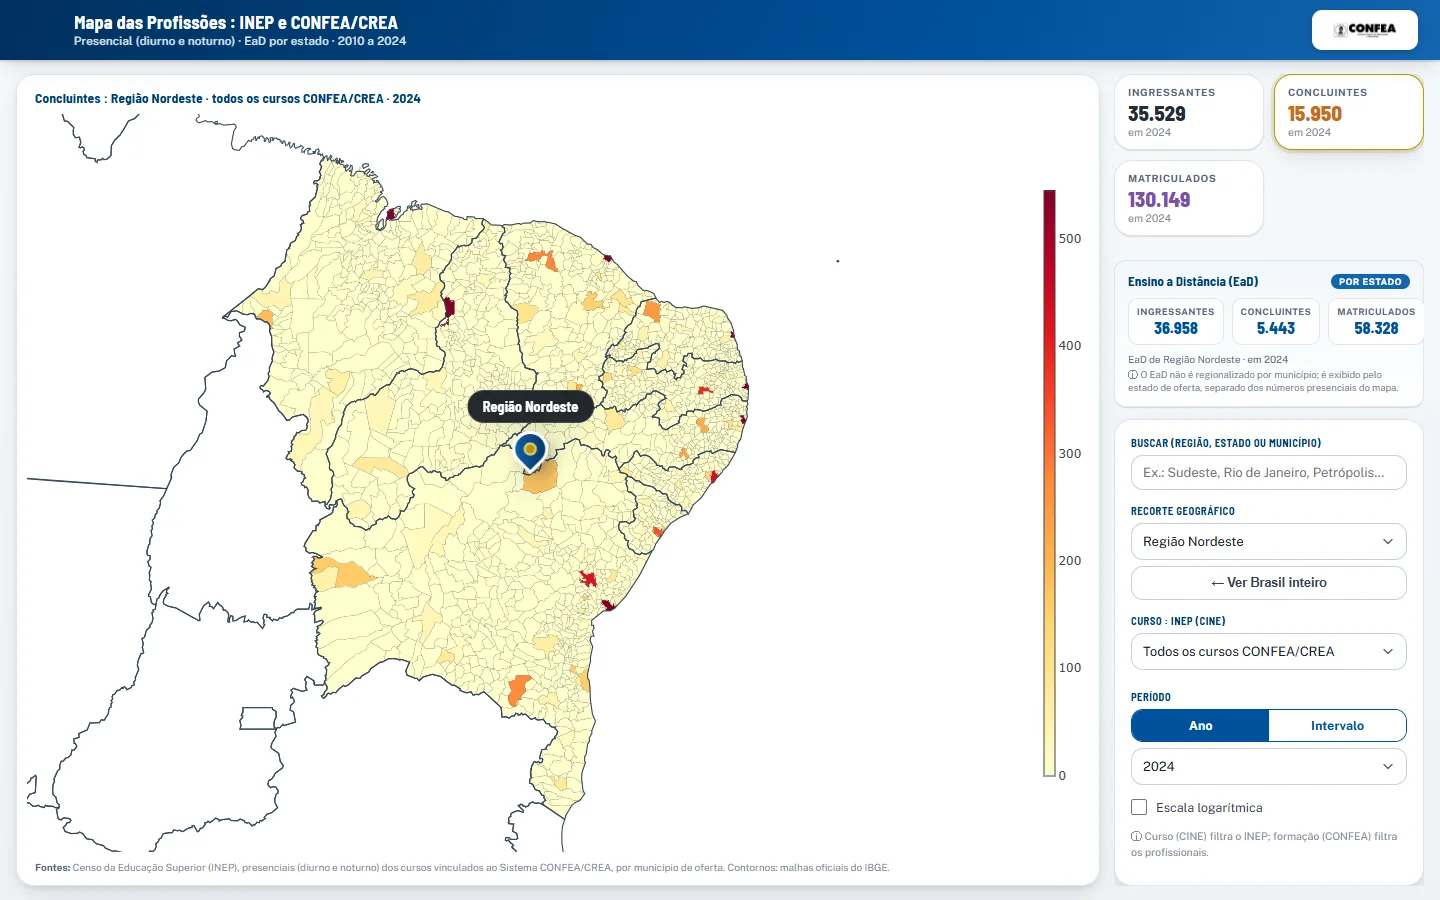 Mapa das Profissões : INEP e CONFEA/CREA
Presencial (diurno e noturno) · EaD por estado · 2010 a 2024
CONFEA
Concluintes : Região Nordeste · todos os cursos CONFEA/CREA · 2024
Região Nordeste
500
400
300
200
100
0
Fontes: Censo da Educação Superior (INEP), presenciais (diurno e noturno) dos cursos vinculados ao Sistema CONFEA/CREA, por município de oferta. Contornos: malhas oficiais do IBGE.
INGRESSANTES
35.529
em 2024
CONCLUINTES
15.950
em 2024
MATRICULADOS
130.149
em 2024
Ensino a Distância (EaD)
POR ESTADO
INGRESSANTES
36.958
CONCLUINTES
5.443
MATRICULADOS
58.328
EaD de Região Nordeste · em 2024
ⓘ O EaD não é regionalizado por município; é exibido pelo
estado de oferta, separado dos números presenciais do mapa.
BUSCAR (REGIÃO, ESTADO OU MUNICÍPIO)
Ex.: Sudeste, Rio de Janeiro, Petrópolis...
RECORTE GEOGRÁFICO
Região Nordeste
← Ver Brasil inteiro
CURSO : INEP (CINE)
Todos os cursos CONFEA/CREA
PERÍODO
Ano
Intervalo
2024
Escala logarítmica
ⓘ Curso (CINE) filtra o INEP; formação (CONFEA) filtra
os profissionais.